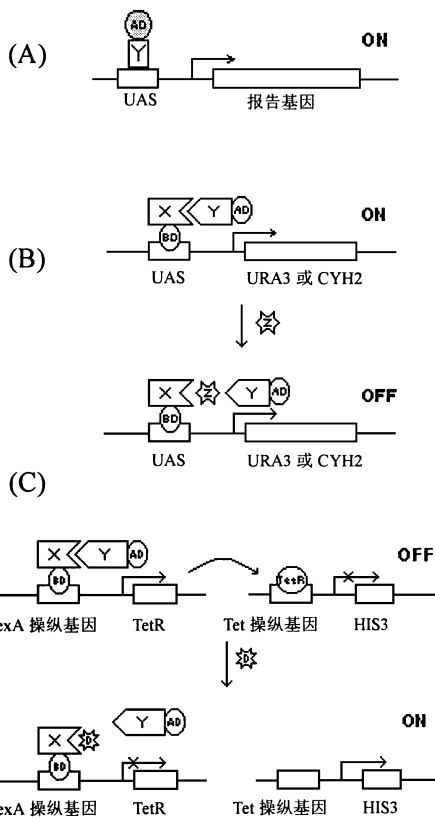 (A)
AD
ON
Y
UAS 报告基因
(B)
X Y AD
ON
BD
UAS URA3 或 CYH2
Z
X Z Y AD
OFF
BD
UAS URA3 或 CYH2
(C)
X Y AD
OFF
BD TetR
exA 操纵基因 TetR Tet 操纵基因 HIS3
D
Y AD
ON
X D
BD
exA 操纵基因 TetR Tet 操纵基因 HIS3